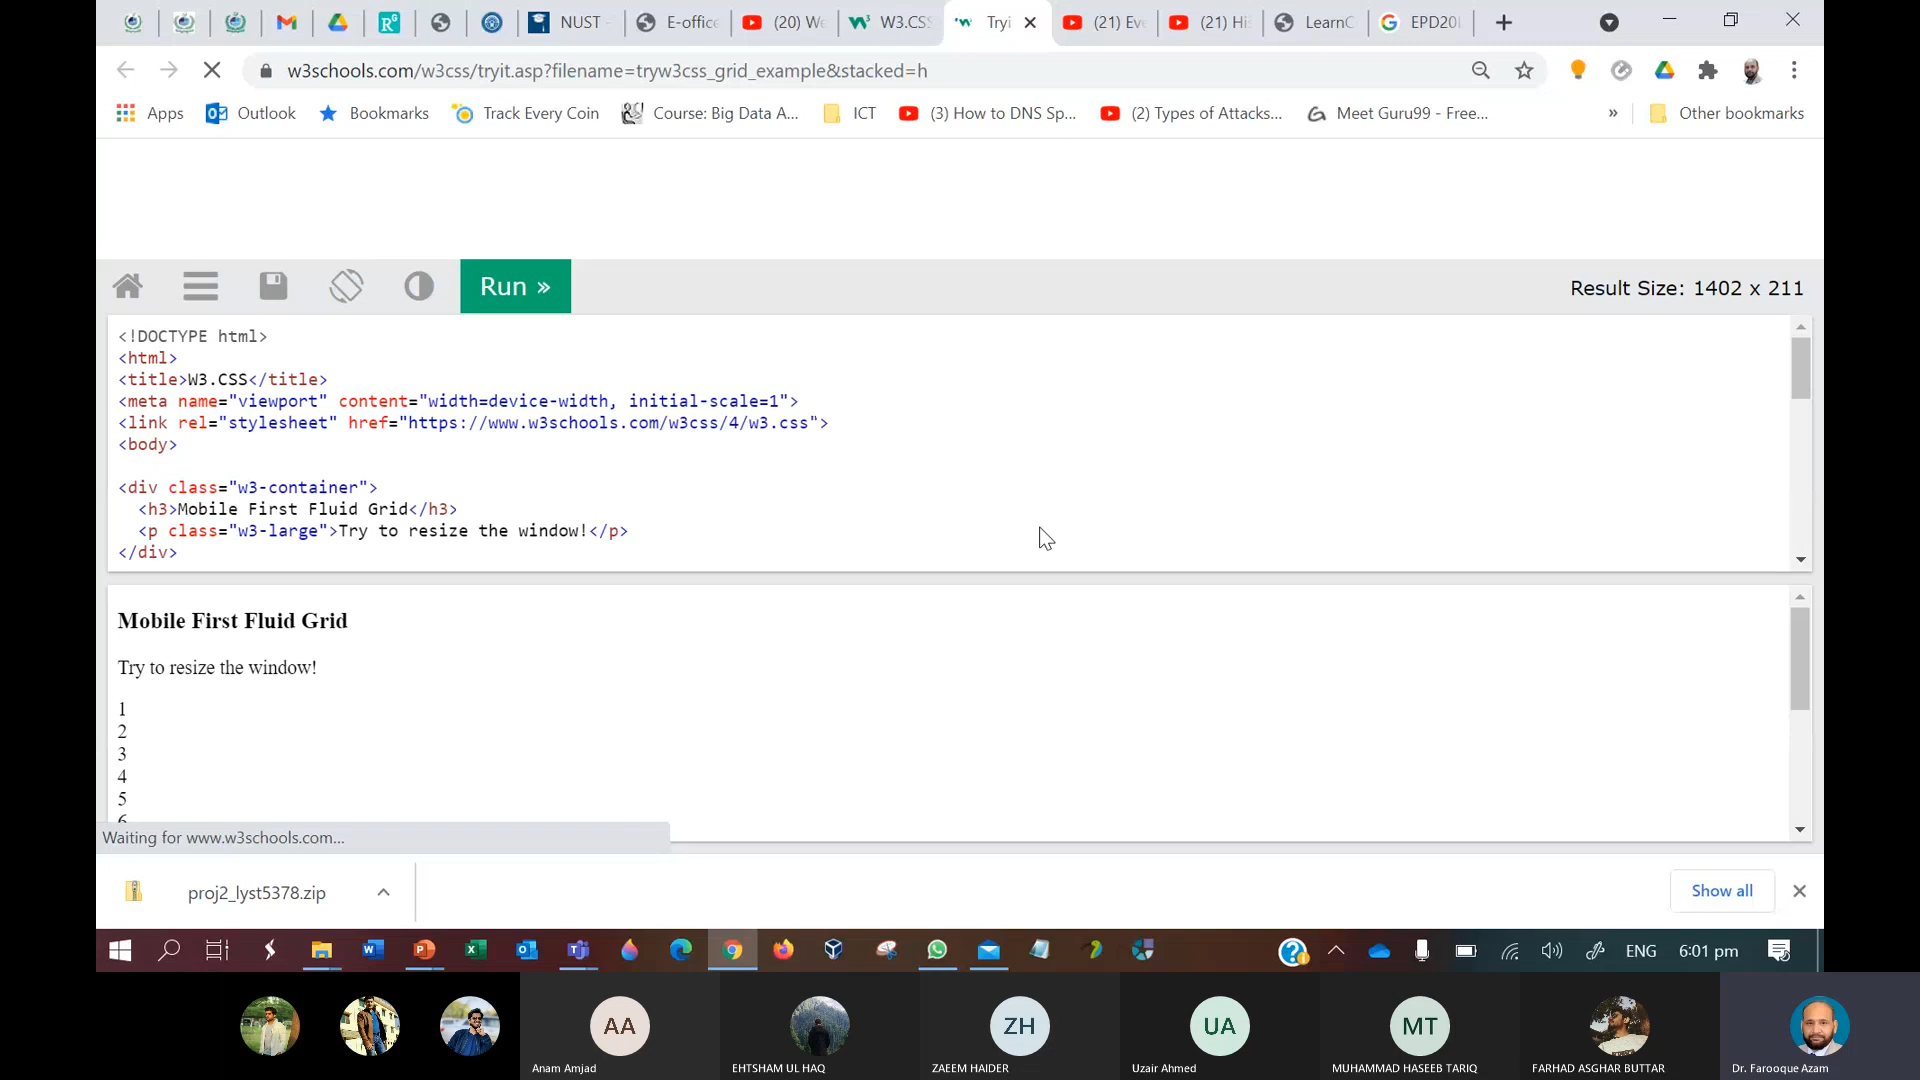 NUST
E-office
(20) We
W3.CSS
Tryi
(21) Eve
(21) His
LearnC
EPD20
w3schools.com/w3css/tryit.asp?filename=tryw3css_grid_example&stacked=h
Apps
Outlook
Bookmarks
Track Every Coin
Course: Big Data A...
ICT
(3) How to DNS Sp...
(2) Types of Attacks...
Meet Guru99 - Free...
»
Other bookmarks
Run »
Result Size: 1402 x 211
<!DOCTYPE html>
<html>
<title>W3.CSS</title>
<meta name="viewport" content="width=device-width, initial-scale=1">
<link rel="stylesheet" href="https://www.w3schools.com/w3css/4/w3.css">
<body>
<div class="w3-container">
<h3>Mobile First Fluid Grid</h3>
<p class="w3-large">Try to resize the window!</p>
</div>
Mobile First Fluid Grid
Try to resize the window!
1
2
3
4
5
6
Waiting for www.w3schools.com...
proj2_lyst5378.zip
Show all
ENG
6:01 pm
AA
ZH
UA
MT
Anam Amjad
EHTSHAM UL HAQ
ZAEEM HAIDER
Uzair Ahmed
MUHAMMAD HASEEB TARIQ
FARHAD ASGHAR BUTTAR
Dr. Farooque Azam